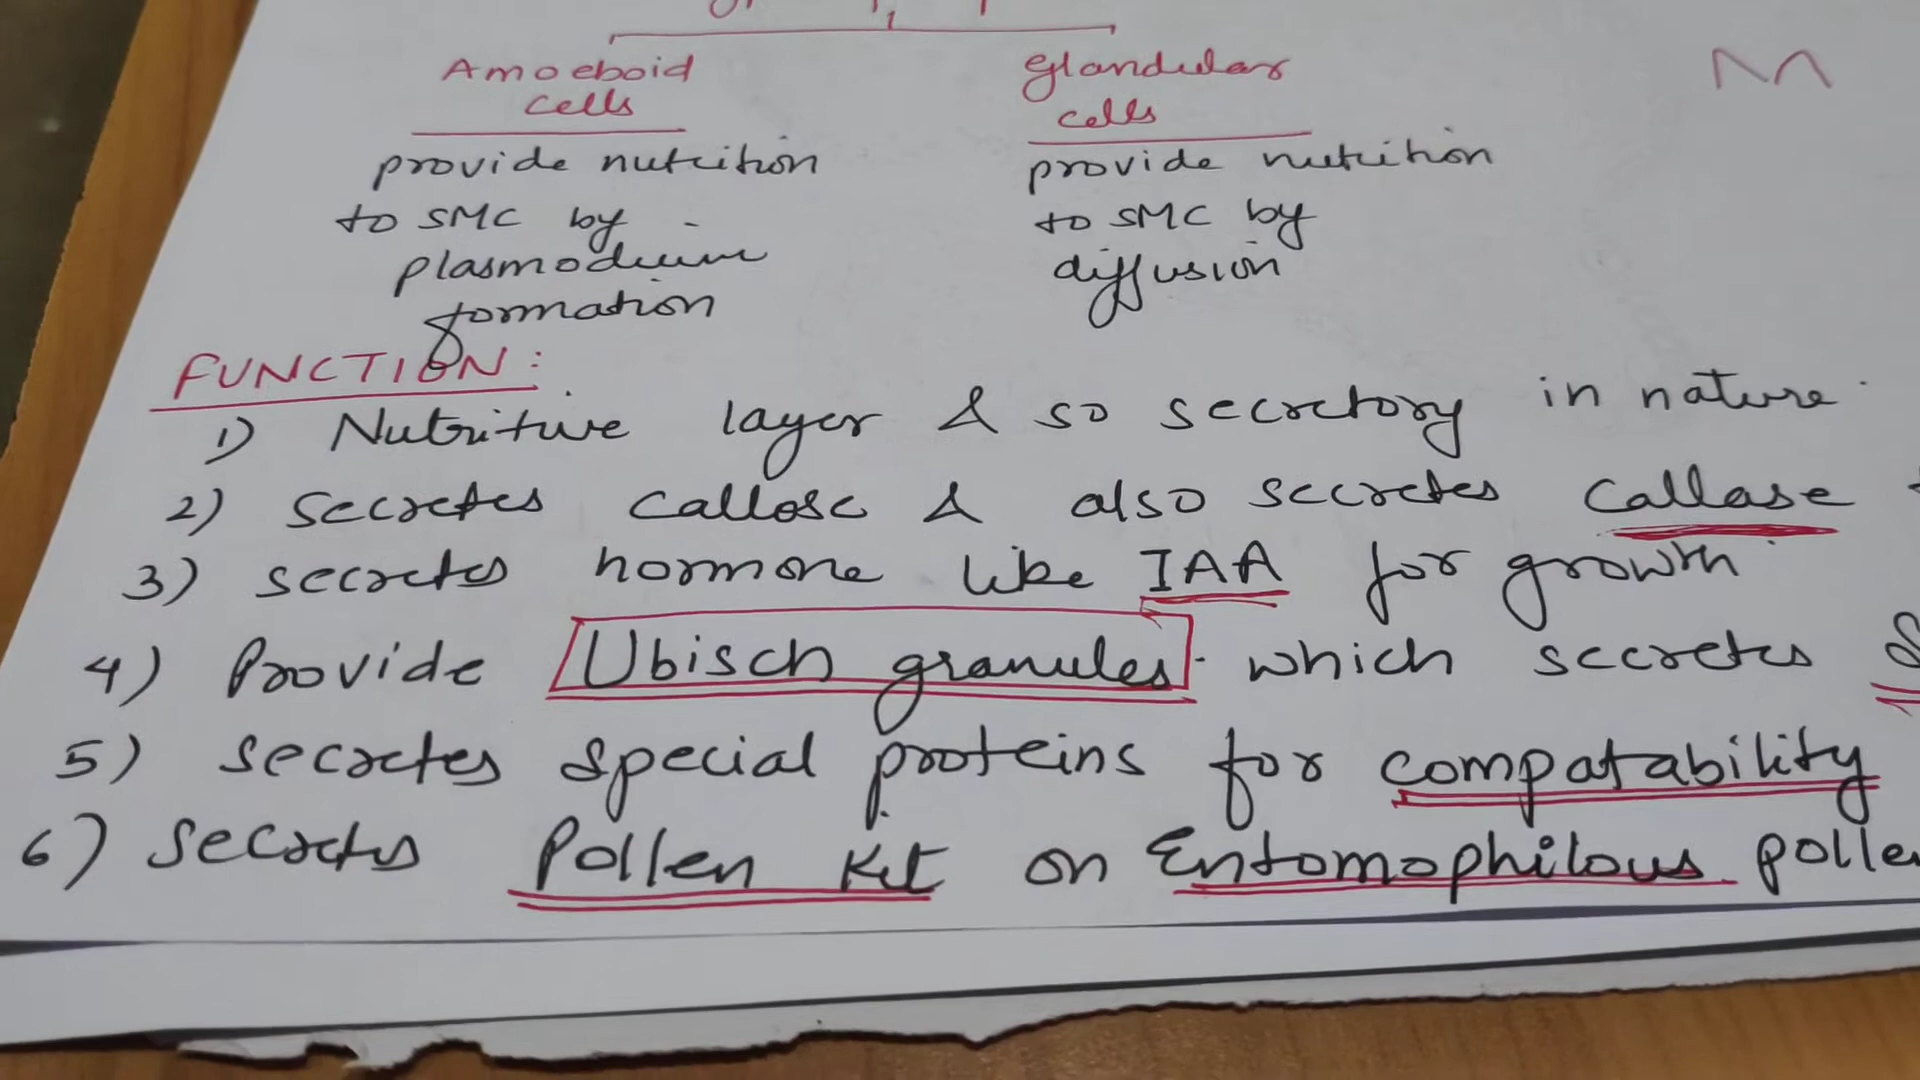 Amoeboid
cells
provide nutrition
to SMC by
plasmodium
formation
Glandular
cells
provide nutrition
to SMC by
diffusion
FUNCTION:
1) Nutritive layer & so secretory in nature.
2) Secretes callose & also secretes callase
3) secretes hormone like IAA for growth
4) Provide Ubisch granules which secretes
5) secretes special proteins for compatability
6) Secretes Pollen Kit on Entomophilous polle